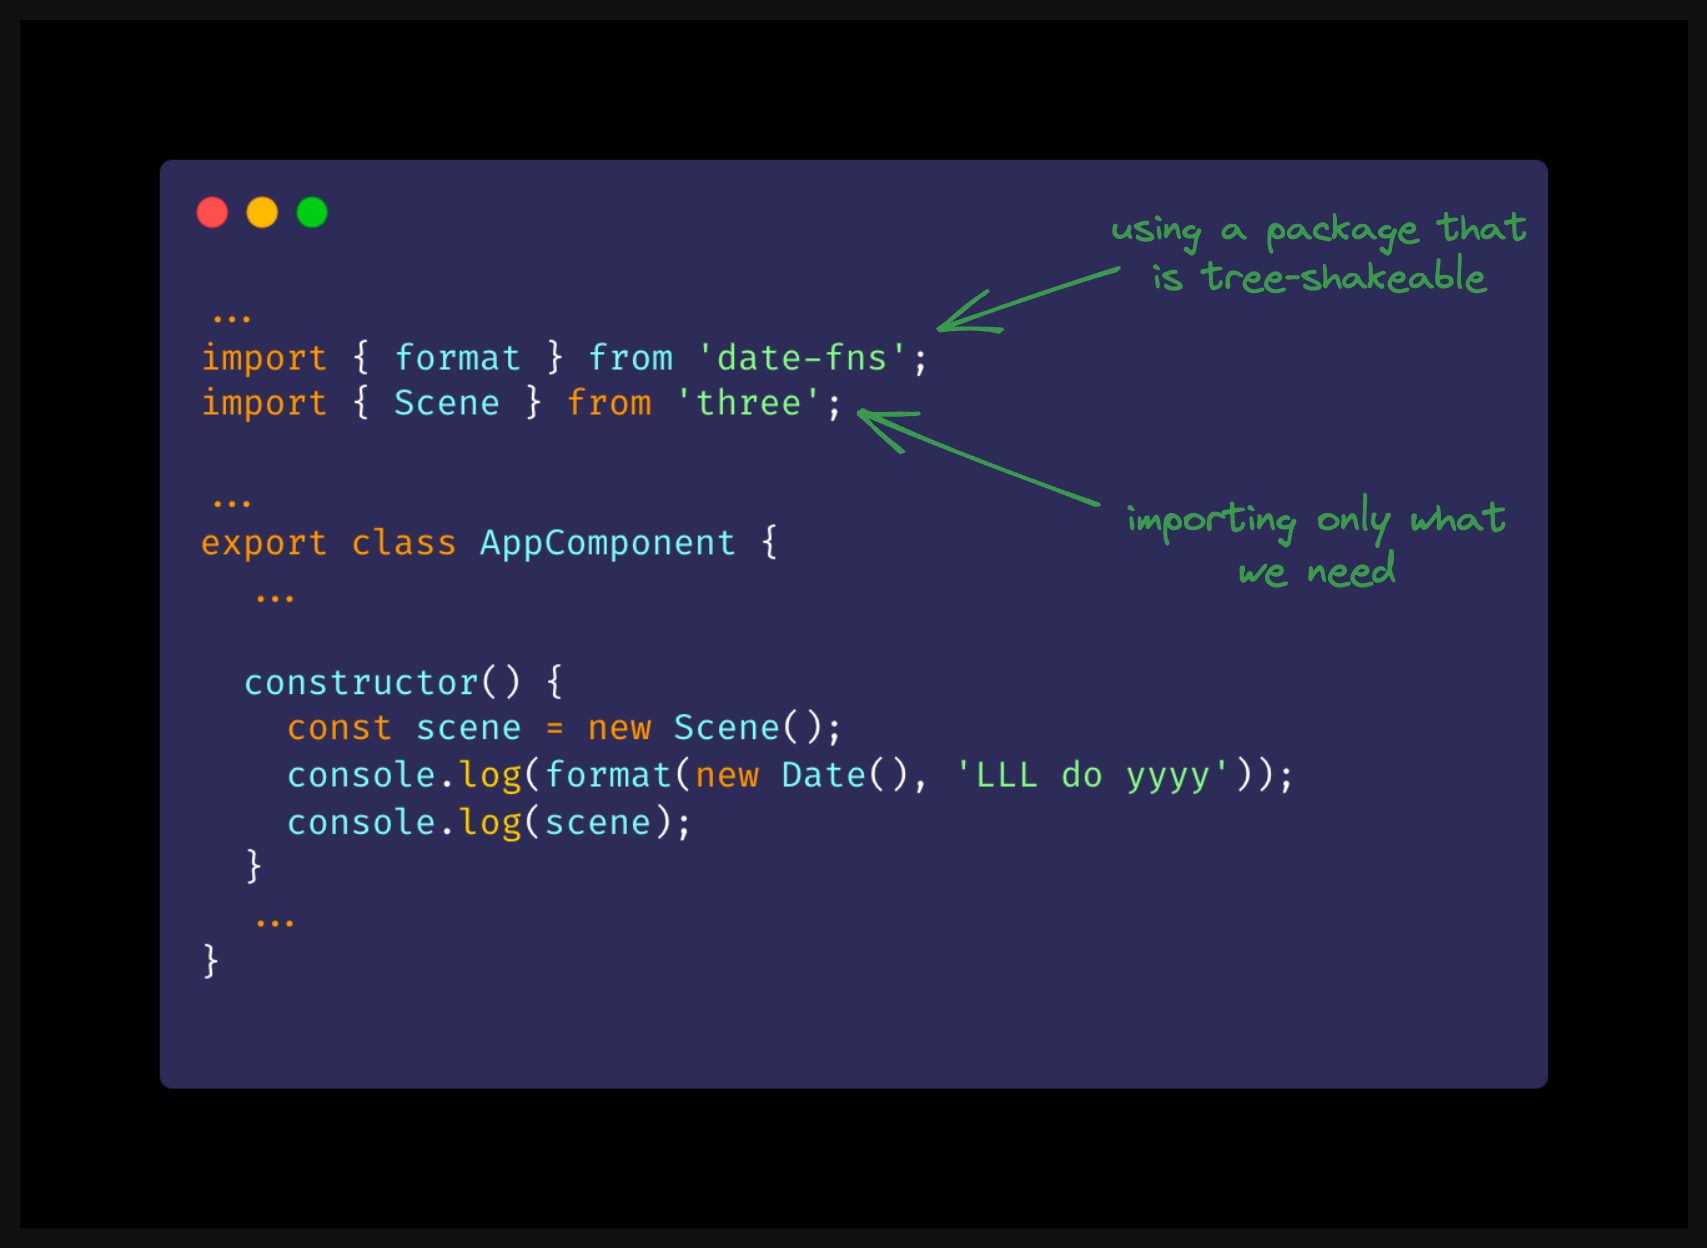 using a package that
is tree-shakeable
...
import { format } from 'date-fns';
import { Scene } from 'three';
importing only what
we need
...
export class AppComponent {
...
constructor() {
const scene = new Scene();
console.log(format(new Date(), 'LLL do yyyy'));
console.log(scene);
}
...
}